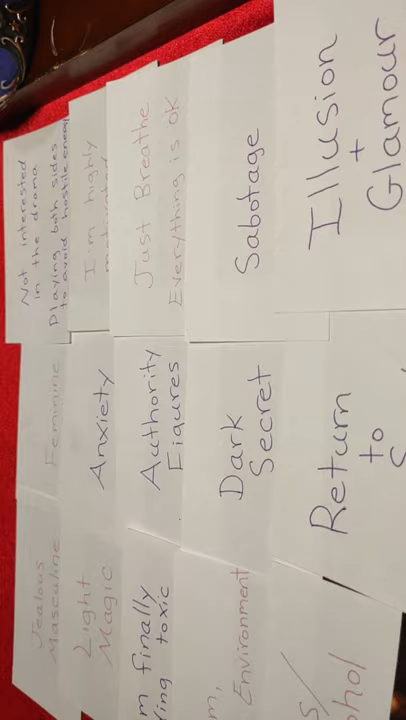 Not interested
in the drama
Playing both sides
to avoid hostile energy
I'm highly
Just Breathe
Everything is OK
Sabotage
Illusion
+
Glamour
Feminine
Anxiety
Authority
Figures
Dark
Secret
Return
to
Jealous
Masculine
Light
Magic
m finally
ing toxic
m,
Environment
s/
hol